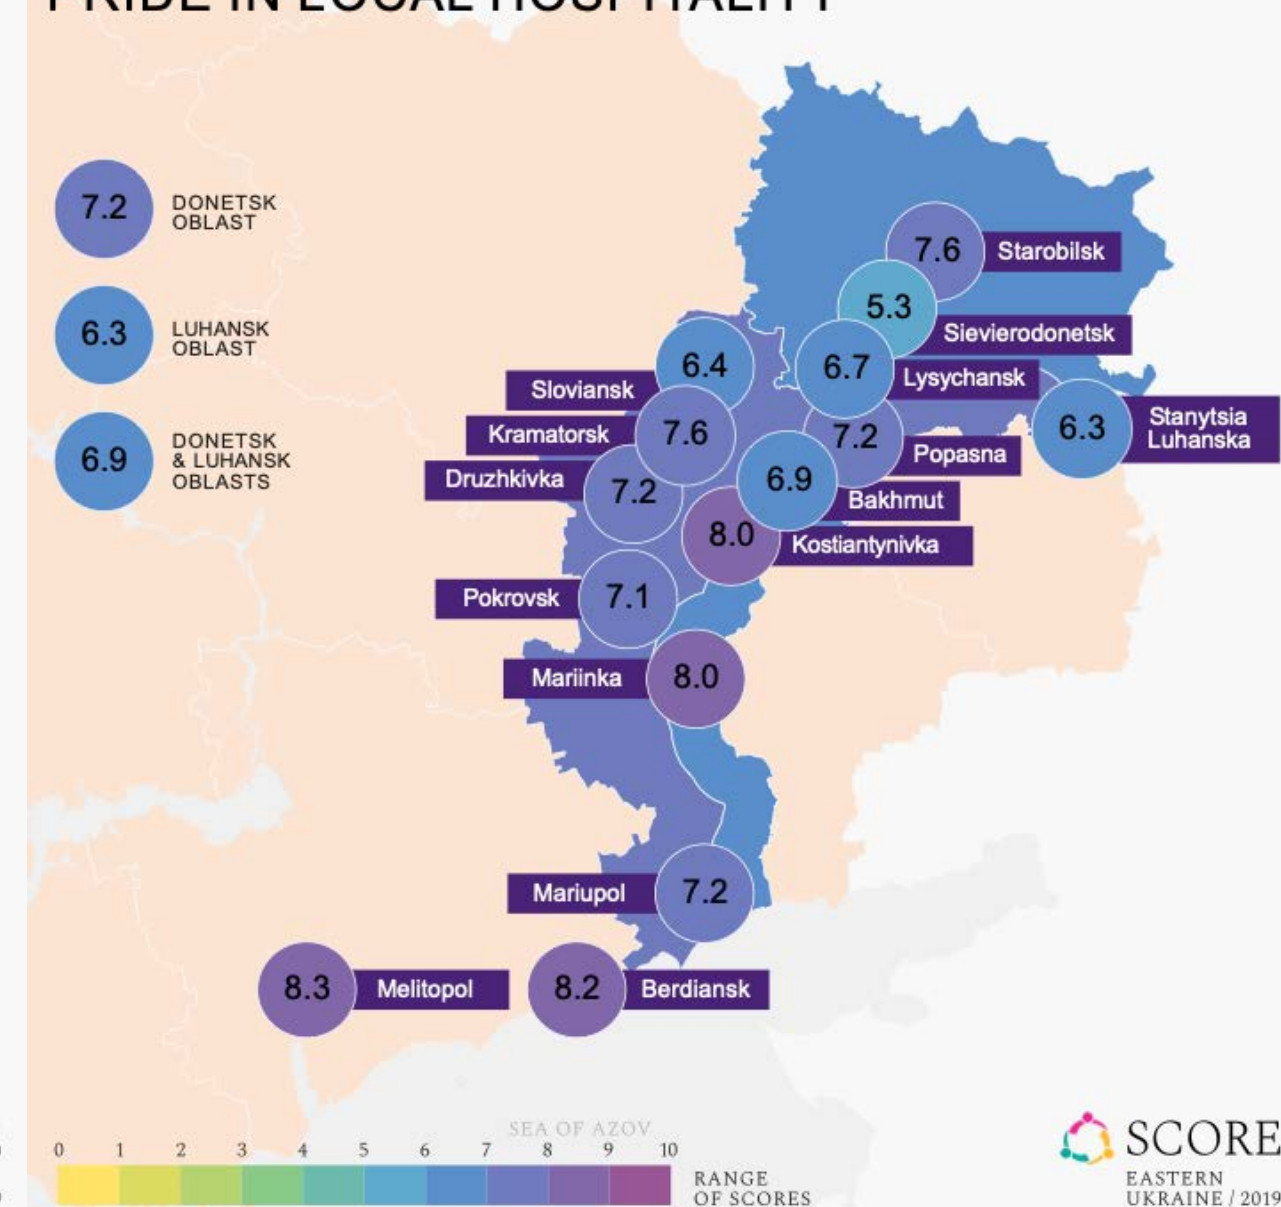 PRIDE IN LOCAL HOSPITALITY
7.2
DONETSK
OBLAST
6.3
LUHANSK
OBLAST
6.9
DONETSK
& LUHANSK
OBLASTS
7.6
Starobilsk
5.3
Sievierodonetsk
6.4
Sloviansk
6.7
Lysychansk
6.3
Stanytsia
Luhanska
Kramatorsk
7.6
7.2
Popasna
Druzhkivka
7.2
6.9
Bakhmut
8.0
Kostiantynivka
Pokrovsk
7.1
Mariinka
8.0
Mariupol
7.2
8.3
Melitopol
8.2
Berdiansk
SEA OF AZOV
0 1 2 3 4 5 6 7 8 9 10
RANGE
OF SCORES
SCORE
EASTERN
UKRAINE / 2019